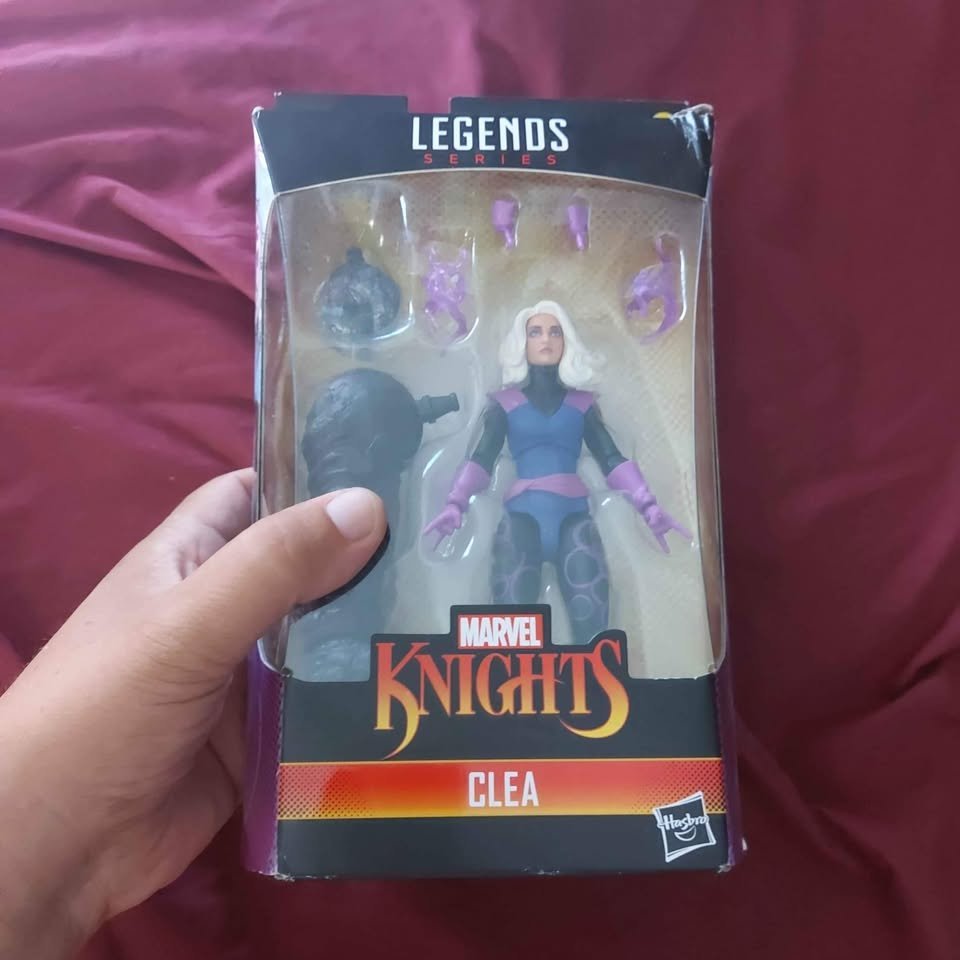 LEGENDS
SERIES
MARVEL
KNIGHTS
CLEA
Hasbro